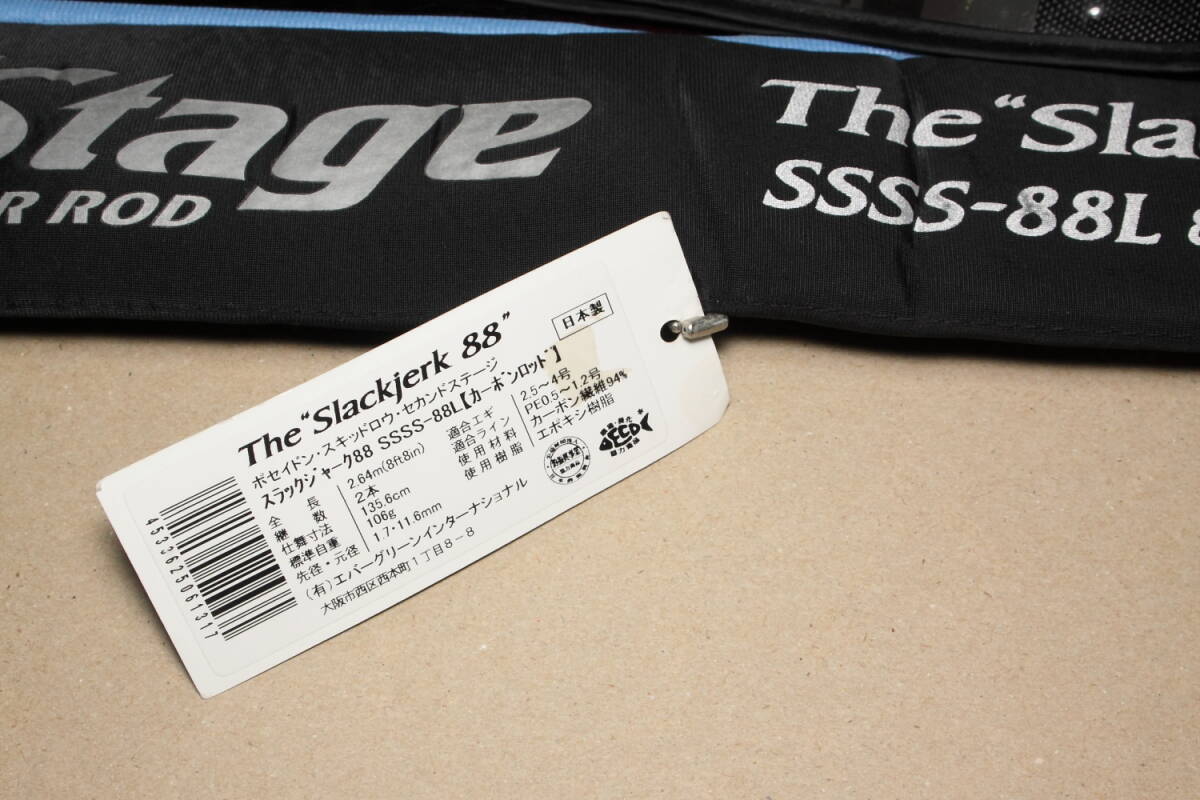 Stage
R ROD
The "Sla
SSSS-88L 8
日本製
The "Slackjerk 88"
ポセイドン・スキッドロウ・セカンドステージ
スラックジャーク88 SSSS-88L【カーボンロッド】
全長 2.64m(8ft8in)
継数 2本
仕舞寸法 135.6cm
標準自重 106g
先径・元径 1.7・11.6mm
適合エギ 2.5～4号
適合ライン PE0.5～1.2号
使用材料 カーボン繊維94%
使用樹脂 エポキシ樹脂
(有)エバーグリーンインターナショナル
大阪市西区西本町1丁目8-8
4533625061317
ECO
協力商品